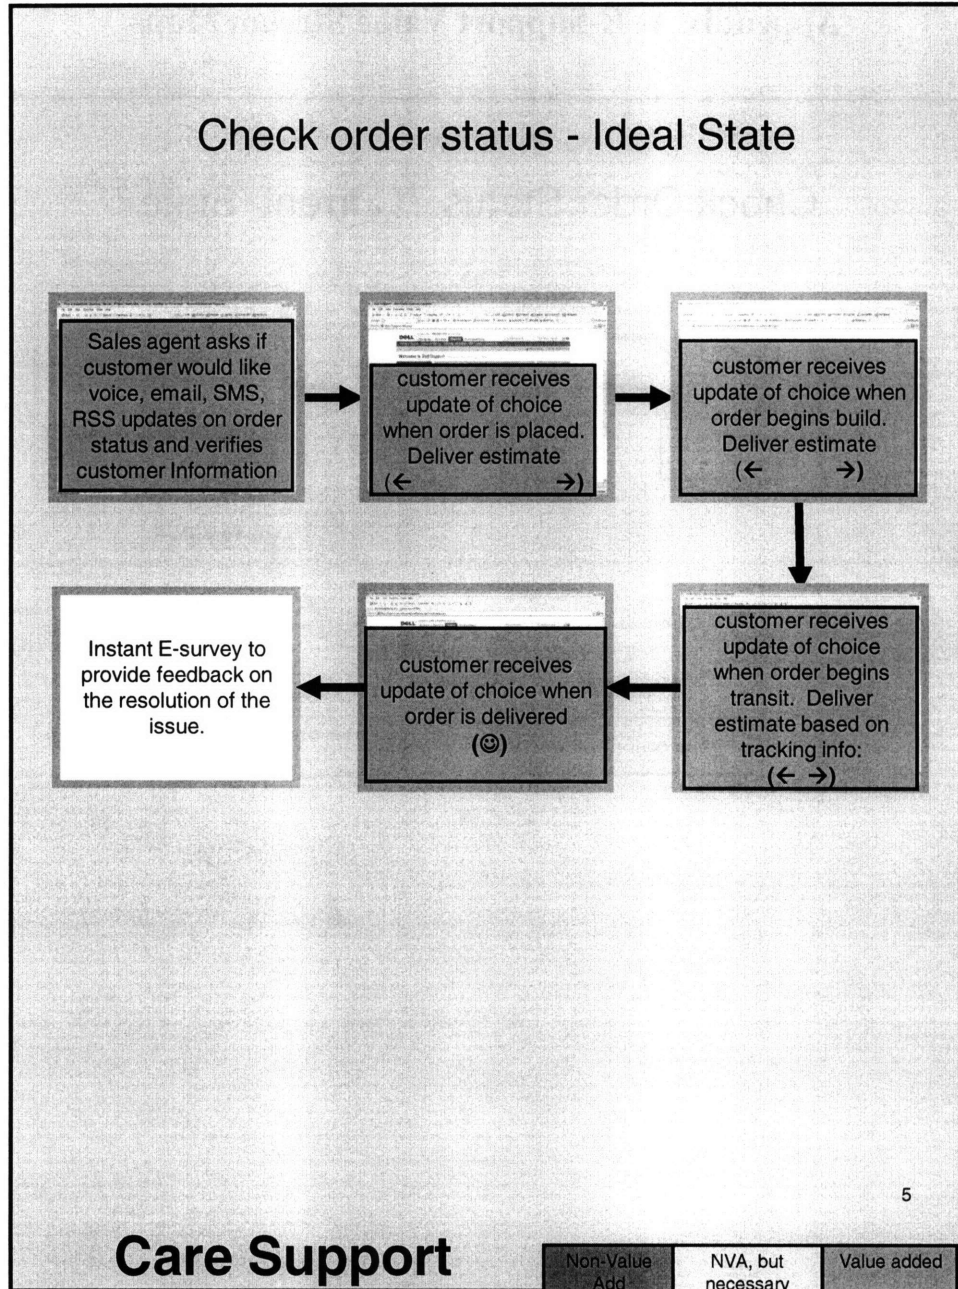 Check order status - Ideal State
Sales agent asks if
customer would like
voice, email, SMS,
RSS updates on order
status and verifies
customer Information
DELL
customer receives
update of choice
when order is placed.
Deliver estimate
(← →)
customer receives
update of choice when
order begins build.
Deliver estimate
(← →)
customer receives
update of choice
when order begins
transit. Deliver
estimate based on
tracking info:
(← →)
DELL
customer receives
update of choice when
order is delivered
(☺)
Instant E-survey to
provide feedback on
the resolution of the
issue.
5
Care Support
Non-Value
Add
NVA, but
necessary
Value added